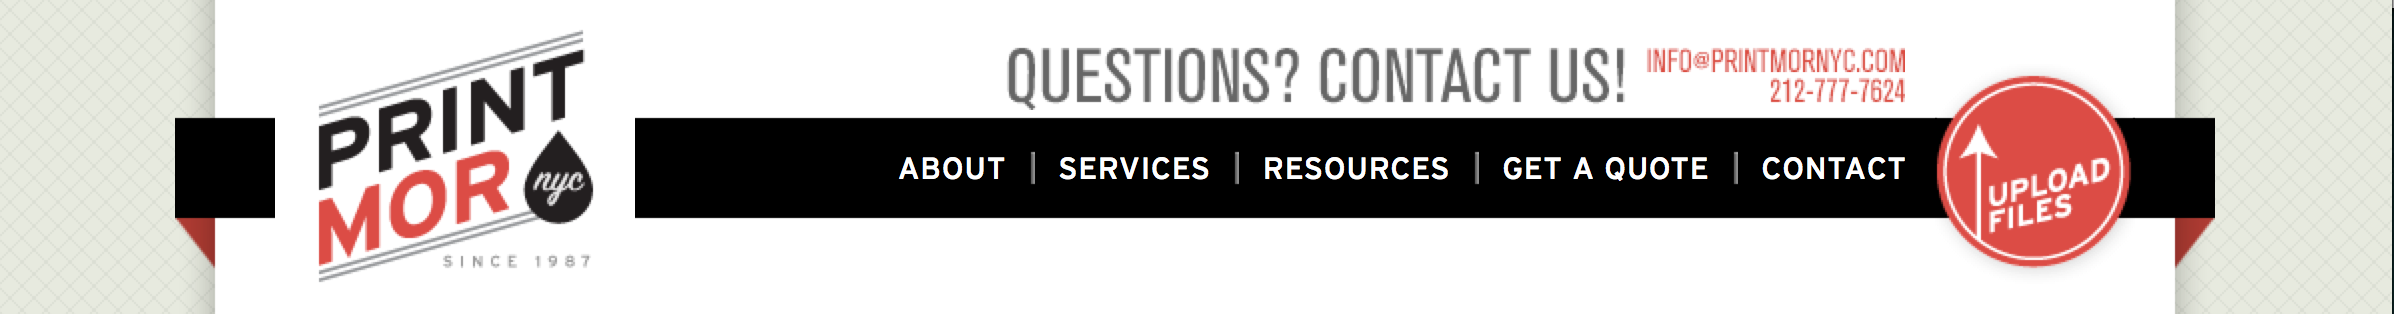 PRINT
MOR
nyc
SINCE 1987
QUESTIONS? CONTACT US!
INFO@PRINTMORNYC.COM
212-777-7624
ABOUT | SERVICES | RESOURCES | GET A QUOTE | CONTACT
UPLOAD
FILES